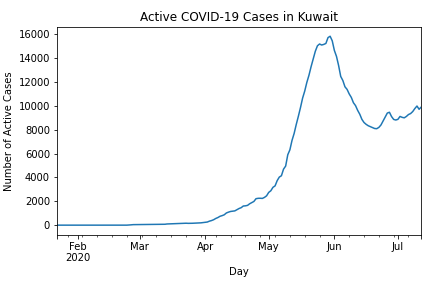 Active COVID-19 Cases in Kuwait
16000
14000
12000
10000
8000
6000
4000
2000
0
Number of Active Cases
Feb
2020
Mar
Apr
May
Jun
Jul
Day